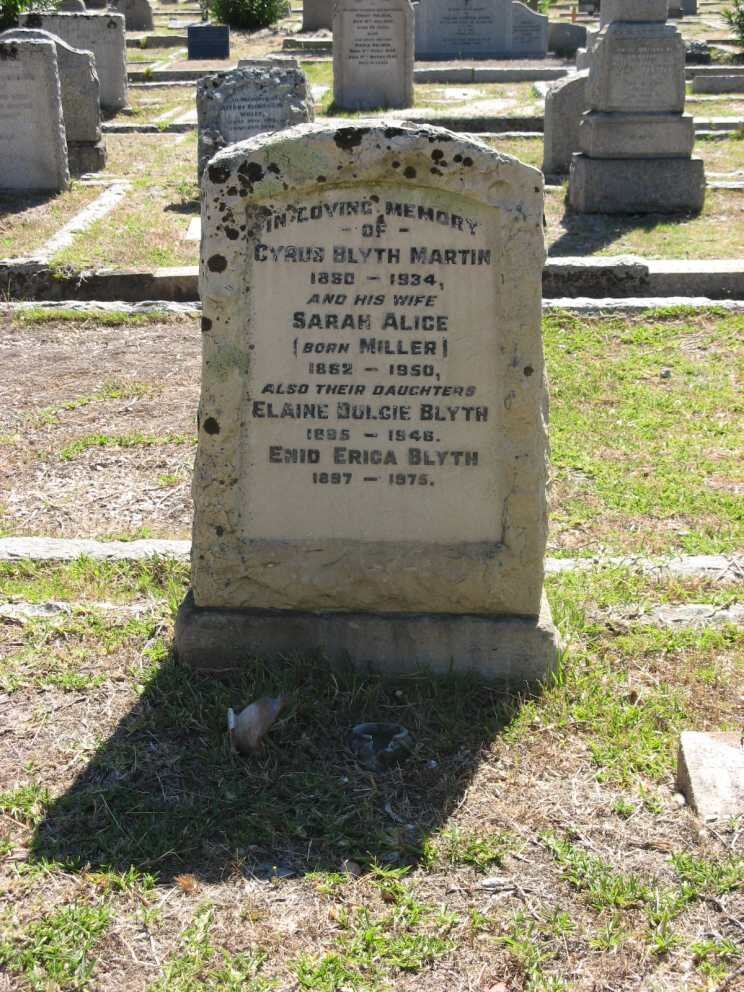 IN LOVING MEMORY
- OF -
CYRUS BLYTH MARTIN
1860 - 1934,
AND HIS WIFE
SARAH ALICE
(BORN MILLER)
1862 - 1950,
ALSO THEIR DAUGHTERS
ELAINE DULCIE BLYTH
1895 - 1946.
ENID ERICA BLYTH
1897 - 1975.